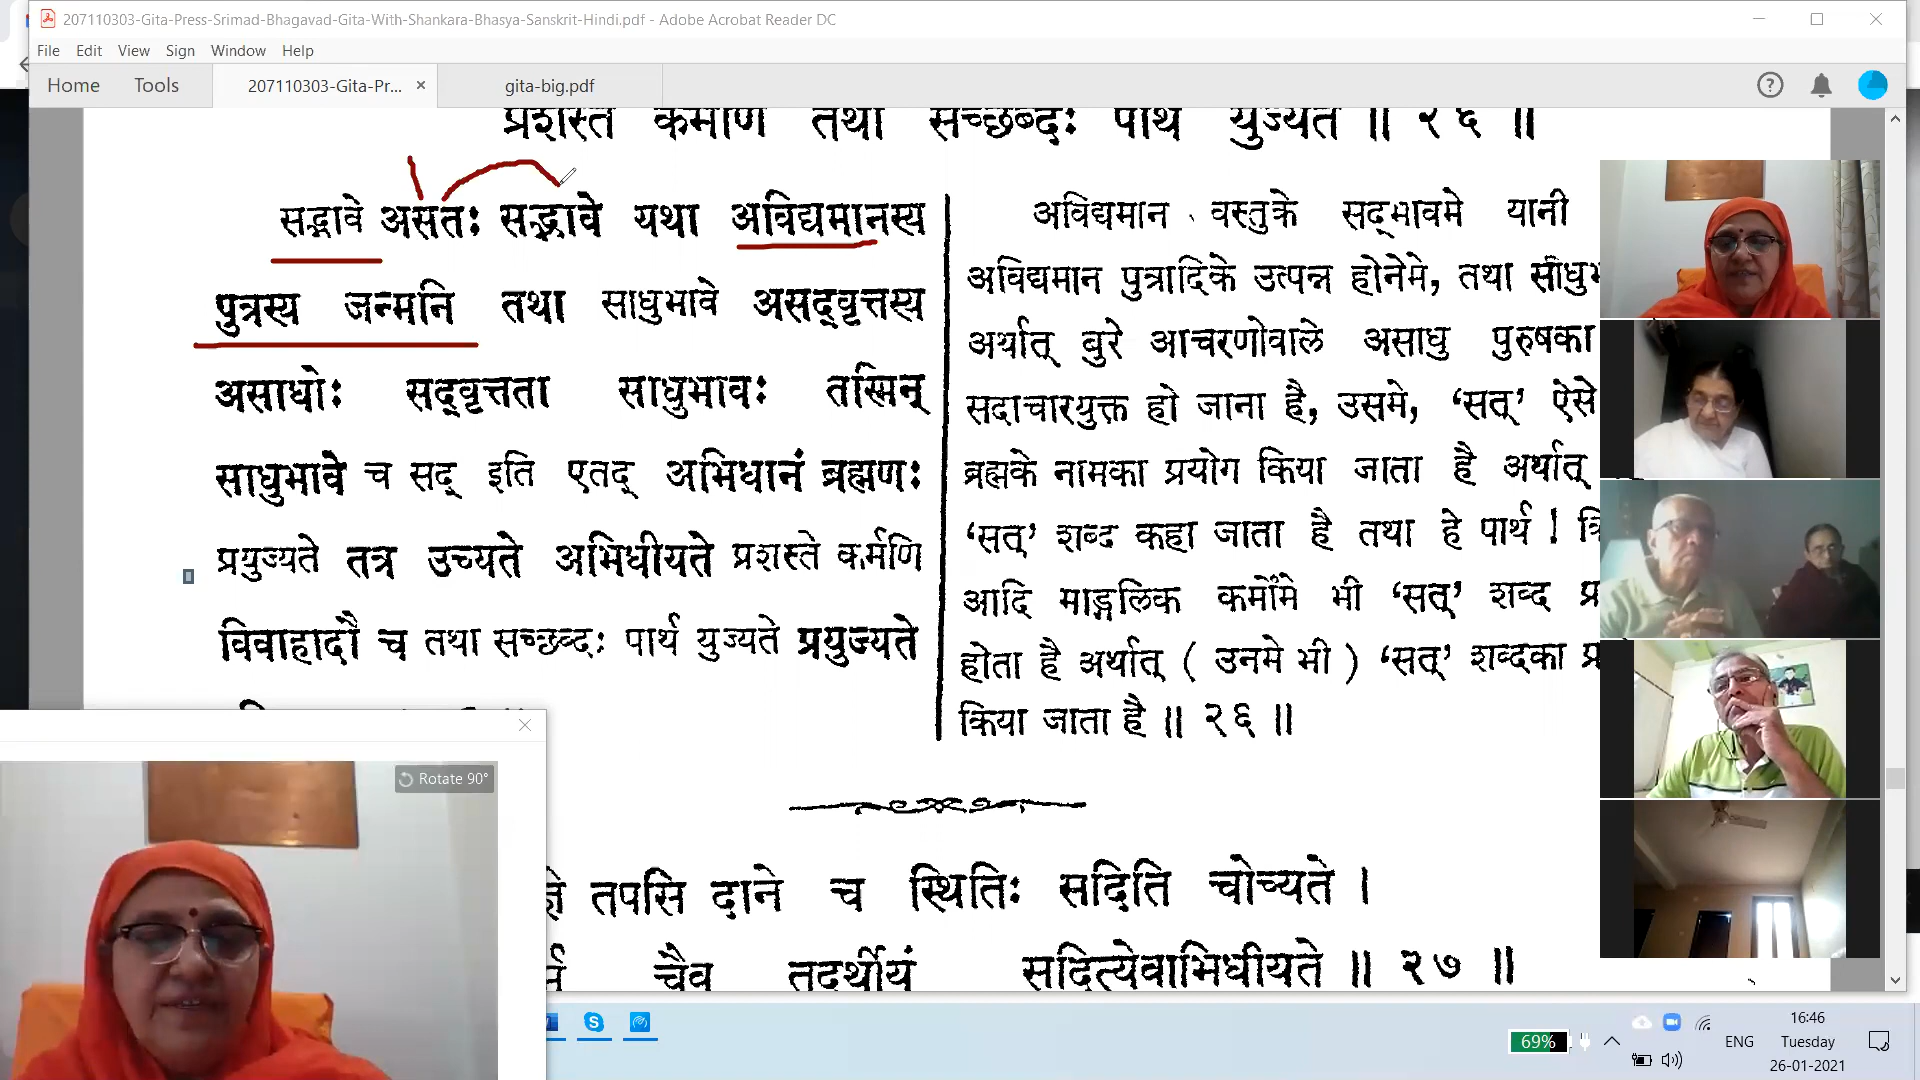 207110303-Gita-Press-Srimad-Bhagavad-Gita-With-Shankara-Bhasya-Sanskrit-Hindi.pdf - Adobe Acrobat Reader DC
File Edit View Sign Window Help
Home Tools 207110303-Gita-Pr... × gita-big.pdf
प्रशस्ते कर्मणि तथा सच्छब्दः पार्थ युज्यते ॥ २६ ॥
सद्भावे असतः सद्भावे यथा अविद्यमानस्य
पुत्रस्य जन्मनि तथा साधुभावे असद्‌वृत्तस्य
असाधोः सद्‌वृत्तता साधुभावः तस्मिन्
साधुभावे च सद् इति एतद् अभिधानं ब्रह्मणः
प्रयुज्यते तत्र उच्यते अभिधीयते प्रशस्ते कर्मणि
विवाहादौ च तथा सच्छब्दः पार्थ युज्यते प्रयुज्यते
अविद्यमान वस्तुके सद्‌भावमे यानी
अविद्यमान पुत्रादिके उत्पन्न होनेमे, तथा
अर्थात् बुरे आचरणोवाले असाधु पुरुषका
सदाचारयुक्त हो जाना है, उसमे, ‘सत्’ ऐसे
ब्रह्मके नामका प्रयोग किया जाता है अर्थात्
‘सत्’ शब्द कहा जाता है तथा हे पार्थ !
आदि माङ्गलिक कर्मोंमे भी ‘सत्’ शब्द
होता है अर्थात् ( उनमे भी ) ‘सत्’ शब्दका
किया जाता है ॥ २६ ॥
तपसि दाने च स्थितिः सदिति चोच्यते ।
चैव तदर्थीयं सदित्येवाभिधीयते ॥ २७ ॥
Rotate 90°
69%
ENG
16:46
Tuesday
26-01-2021